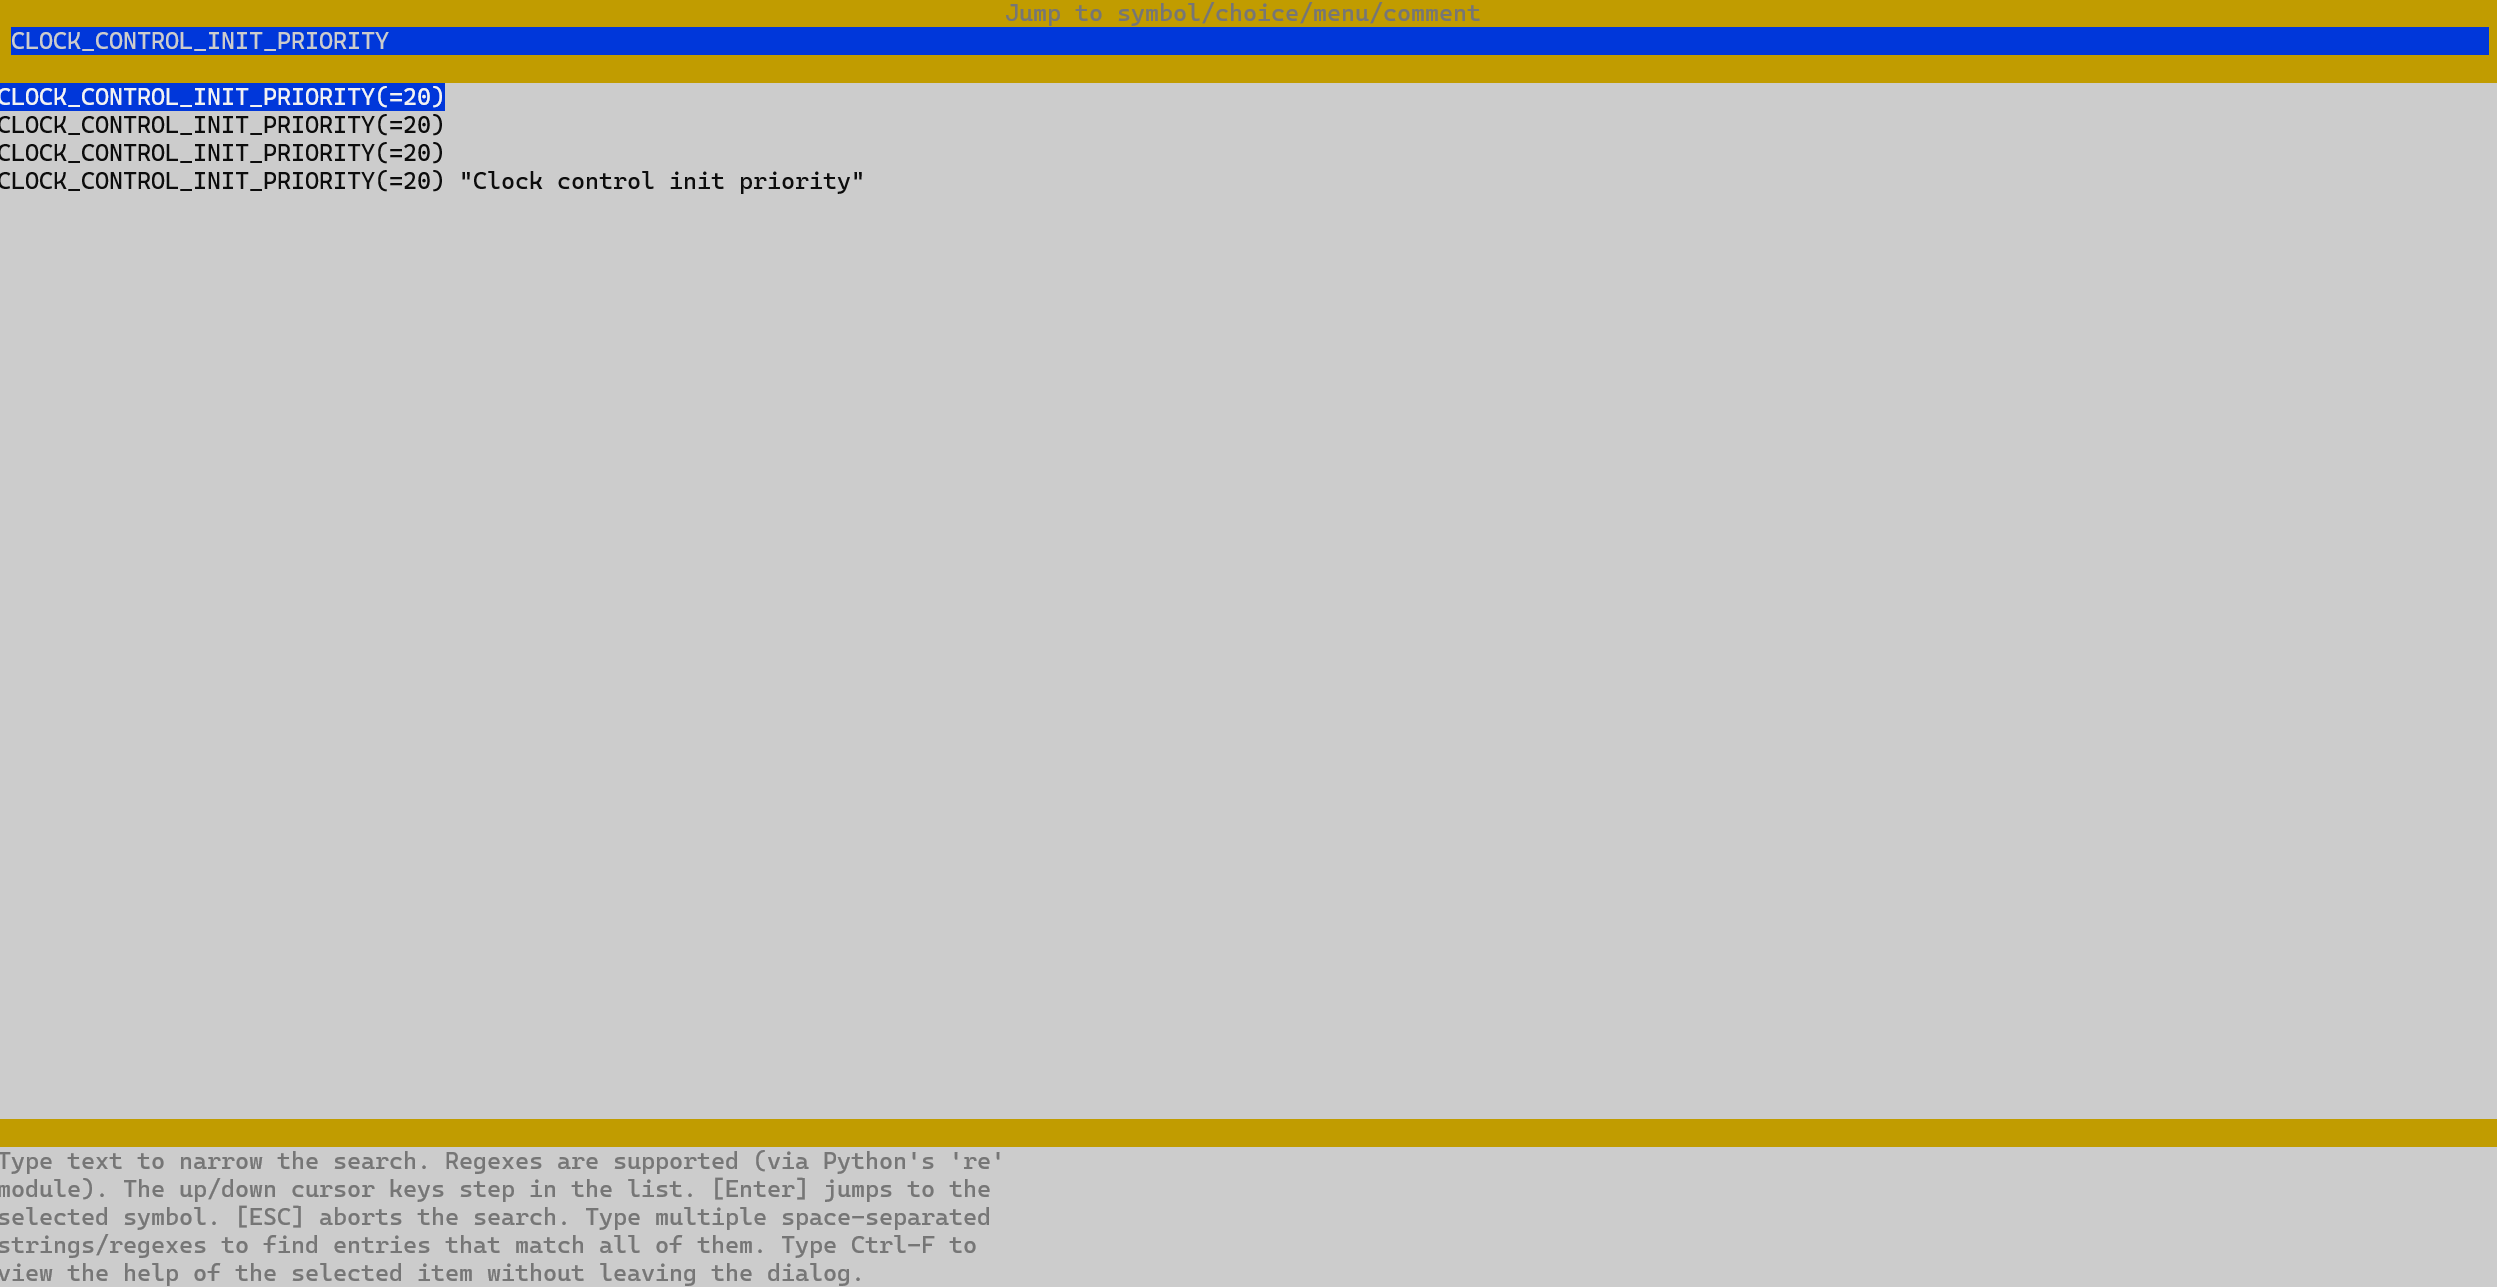 Jump to symbol/choice/menu/comment
CLOCK_CONTROL_INIT_PRIORITY
CLOCK_CONTROL_INIT_PRIORITY(=20)
CLOCK_CONTROL_INIT_PRIORITY(=20)
CLOCK_CONTROL_INIT_PRIORITY(=20)
CLOCK_CONTROL_INIT_PRIORITY(=20) "Clock control init priority"
Type text to narrow the search. Regexes are supported (via Python's 're'
module). The up/down cursor keys step in the list. [Enter] jumps to the
selected symbol. [ESC] aborts the search. Type multiple space-separated
strings/regexes to find entries that match all of them. Type Ctrl-F to
view the help of the selected item without leaving the dialog.